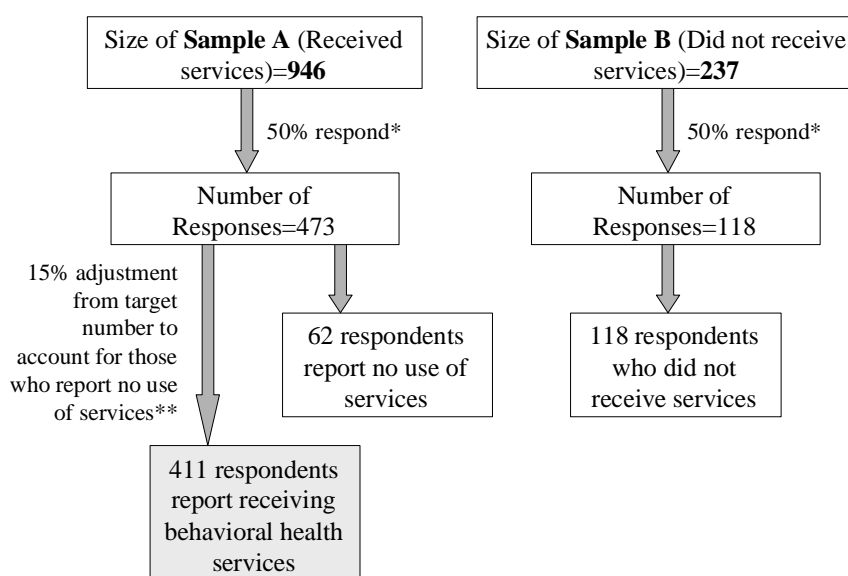 Size of Sample A (Received
services)=946
Size of Sample B (Did not receive
services)=237
50% respond*
50% respond*
Number of
Responses=473
Number of
Responses=118
15% adjustment
from target
number to
account for those
who report no use
of services**
62 respondents
report no use of
services
118 respondents
who did not
receive services
411 respondents
report receiving
behavioral health
services